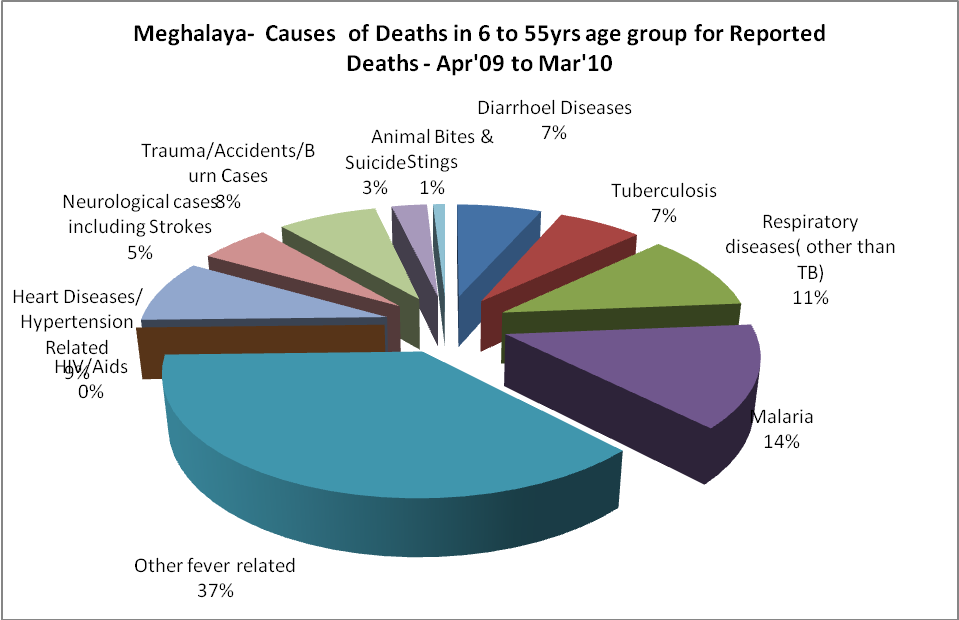 Meghalaya-  Causes  of Deaths in 6 to 55yrs age group for Reported
Deaths - Apr'09 to Mar'10
Diarrhoel Diseases
7%
Tuberculosis
7%
Respiratory
diseases( other than
TB)
11%
Malaria
14%
Other fever related
37%
HIV/Aids
0%
Heart Diseases/
Hypertension
Related
9%
Neurological cases
including Strokes
5%
Trauma/Accidents/B
urn Cases
8%
Suicide
3%
Animal Bites &
Stings
1%